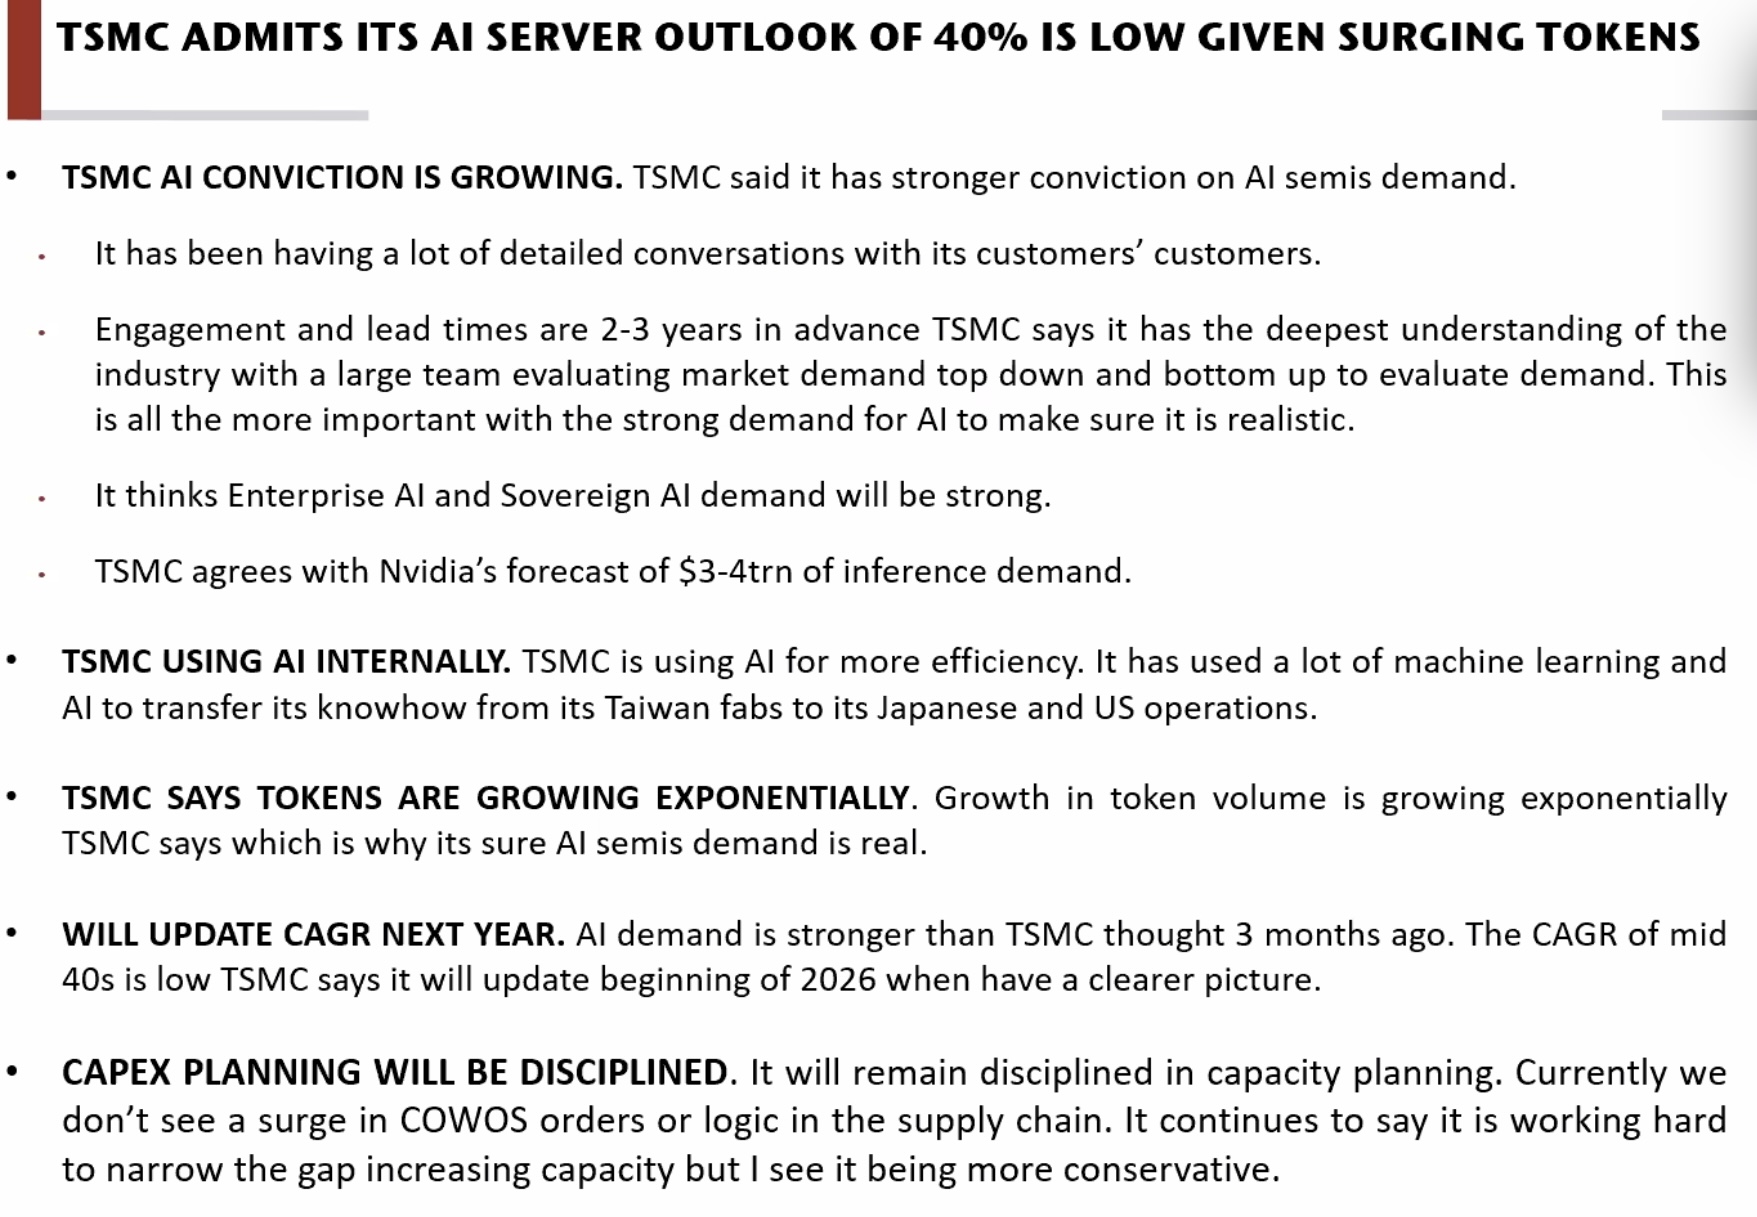 TSMC ADMITS ITS AI SERVER OUTLOOK OF 40% IS LOW GIVEN SURGING TOKENS
• TSMC AI CONVICTION IS GROWING. TSMC said it has stronger conviction on AI semis demand.
• It has been having a lot of detailed conversations with its customers’ customers.
• Engagement and lead times are 2-3 years in advance TSMC says it has the deepest understanding of the
industry with a large team evaluating market demand top down and bottom up to evaluate demand. This
is all the more important with the strong demand for AI to make sure it is realistic.
• It thinks Enterprise AI and Sovereign AI demand will be strong.
• TSMC agrees with Nvidia’s forecast of $3-4trn of inference demand.
• TSMC USING AI INTERNALLY. TSMC is using AI for more efficiency. It has used a lot of machine learning and
AI to transfer its knowhow from its Taiwan fabs to its Japanese and US operations.
• TSMC SAYS TOKENS ARE GROWING EXPONENTIALLY. Growth in token volume is growing exponentially
TSMC says which is why its sure AI semis demand is real.
• WILL UPDATE CAGR NEXT YEAR. AI demand is stronger than TSMC thought 3 months ago. The CAGR of mid
40s is low TSMC says it will update beginning of 2026 when have a clearer picture.
• CAPEX PLANNING WILL BE DISCIPLINED. It will remain disciplined in capacity planning. Currently we
don’t see a surge in COWOS orders or logic in the supply chain. It continues to say it is working hard
to narrow the gap increasing capacity but I see it being more conservative.